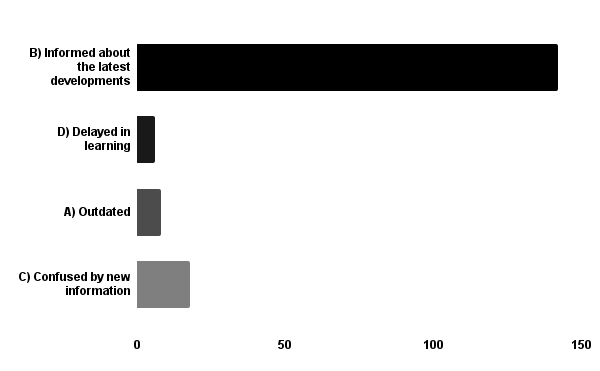 B) Informed about
the latest
developments
D) Delayed in
learning
A) Outdated
C) Confused by new
information
0 50 100 150